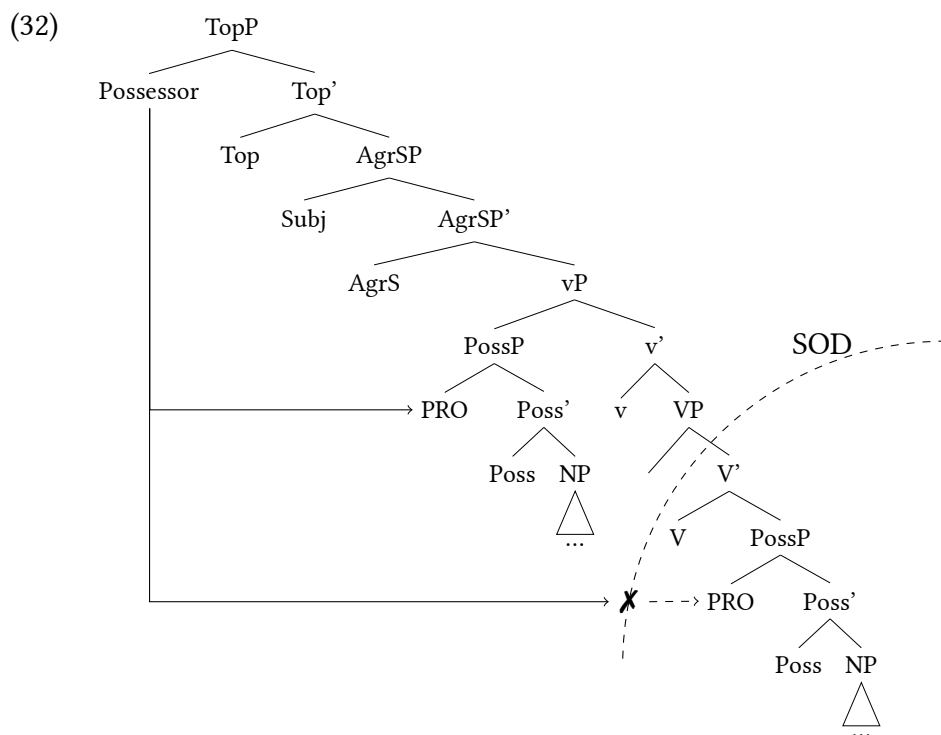 (32)
TopP
Possessor Top’
Top AgrSP
Subj AgrSP’
AgrS vP
SOD
PossP v’
PRO Poss’ v VP
Poss NP V’
...
V PossP
✗ PRO Poss’
Poss NP
...